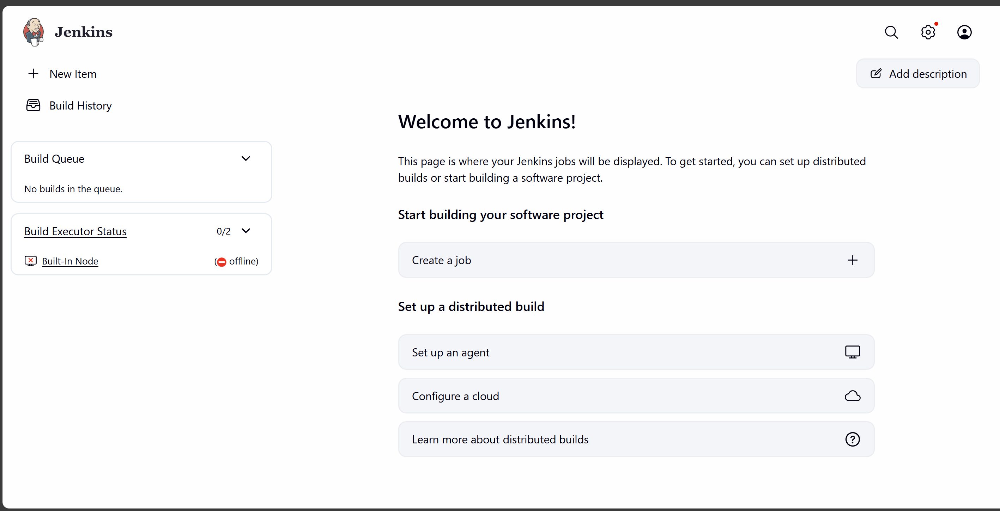 Jenkins
New Item
Add description
Build History
Build Queue
No builds in the queue.
Build Executor Status 0/2
Built-In Node (offline)
Welcome to Jenkins!
This page is where your Jenkins jobs will be displayed. To get started, you can set up distributed
builds or start building a software project.
Start building your software project
Create a job
Set up a distributed build
Set up an agent
Configure a cloud
Learn more about distributed builds